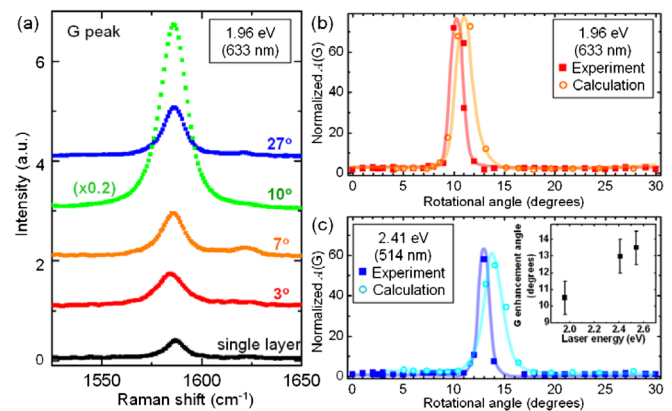 (a)
G peak
1.96 eV
(633 nm)
27°
(x0.2)
10°
7°
3°
single layer
6
4
2
0
Intensity (a.u.)
1550
1600
1650
Raman shift (cm⁻¹)
(b)
1.96 eV
(633 nm)
Experiment
Calculation
60
40
20
0
Normalized A(G)
0
5
10
15
20
25
30
Rotational angle (degrees)
(c)
2.41 eV
(514 nm)
Experiment
Calculation
60
40
20
0
Normalized A(G)
0
5
10
15
20
25
30
Rotational angle (degrees)
14
13
12
11
10
9
G enhancement angle
(degrees)
2.0
2.2
2.4
2.6
Laser energy (eV)